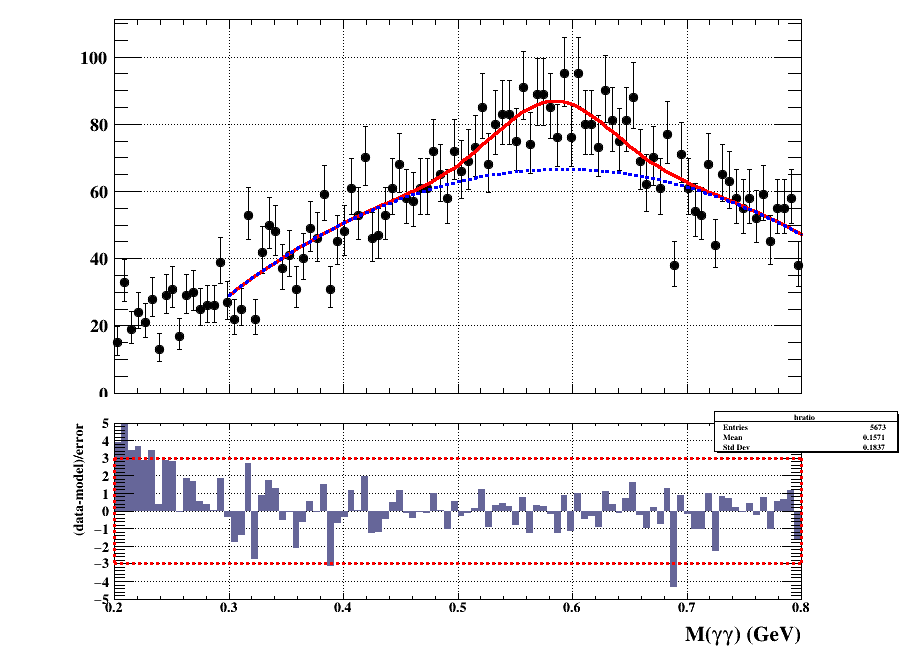 100
80
60
40
20
0
hratio
Entries 5673
Mean 0.1571
Std Dev 0.1837
(data-model)/error
5
4
3
2
1
0
−1
−2
−3
−4
−5
0.2 0.3 0.4 0.5 0.6 0.7 0.8
M(γγ) (GeV)